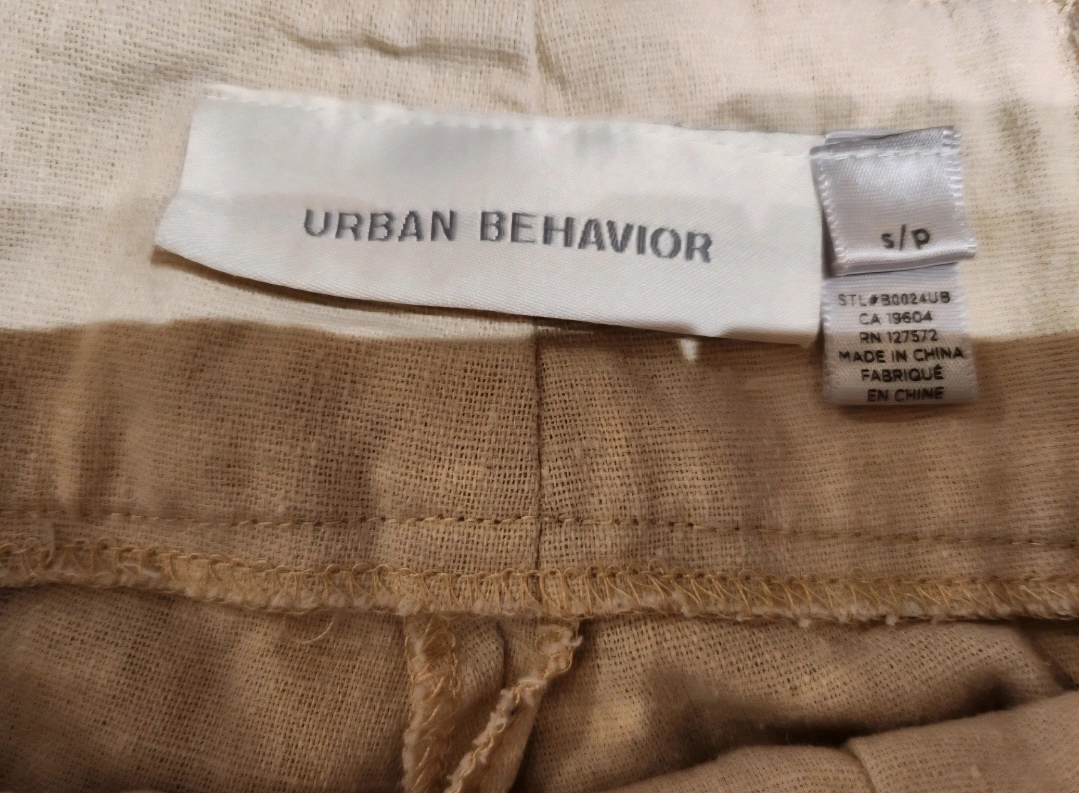 URBAN BEHAVIOR
s/p
STL#B0024UB
CA 19604
RN 127572
MADE IN CHINA
FABRIQUÉ
EN CHINE